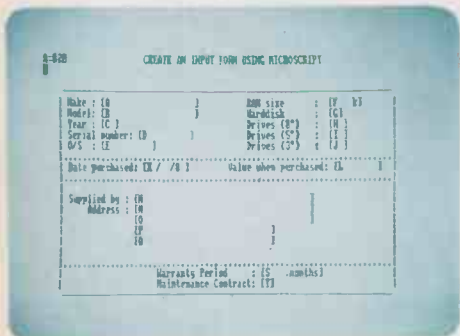 A:628
CREATE AN INPUT FORM USING MICROSCRIPT
Make : [A ]
RAM size : [F k]
Model: [B ]
Harddisk : [G]
Year : [C ]
Drives (8") : [H ]
Serial number: [D ]
Drives (5") : [I ]
O/S : [E ]
Drives (3") : [J ]
Date purchased: [K / /8 ]
Value when purchased: [L ]
Supplied by : [M
Address : [N
[O
[P ]
[Q ]
Warranty Period : [S .months]
Maintenance Contract: [T]